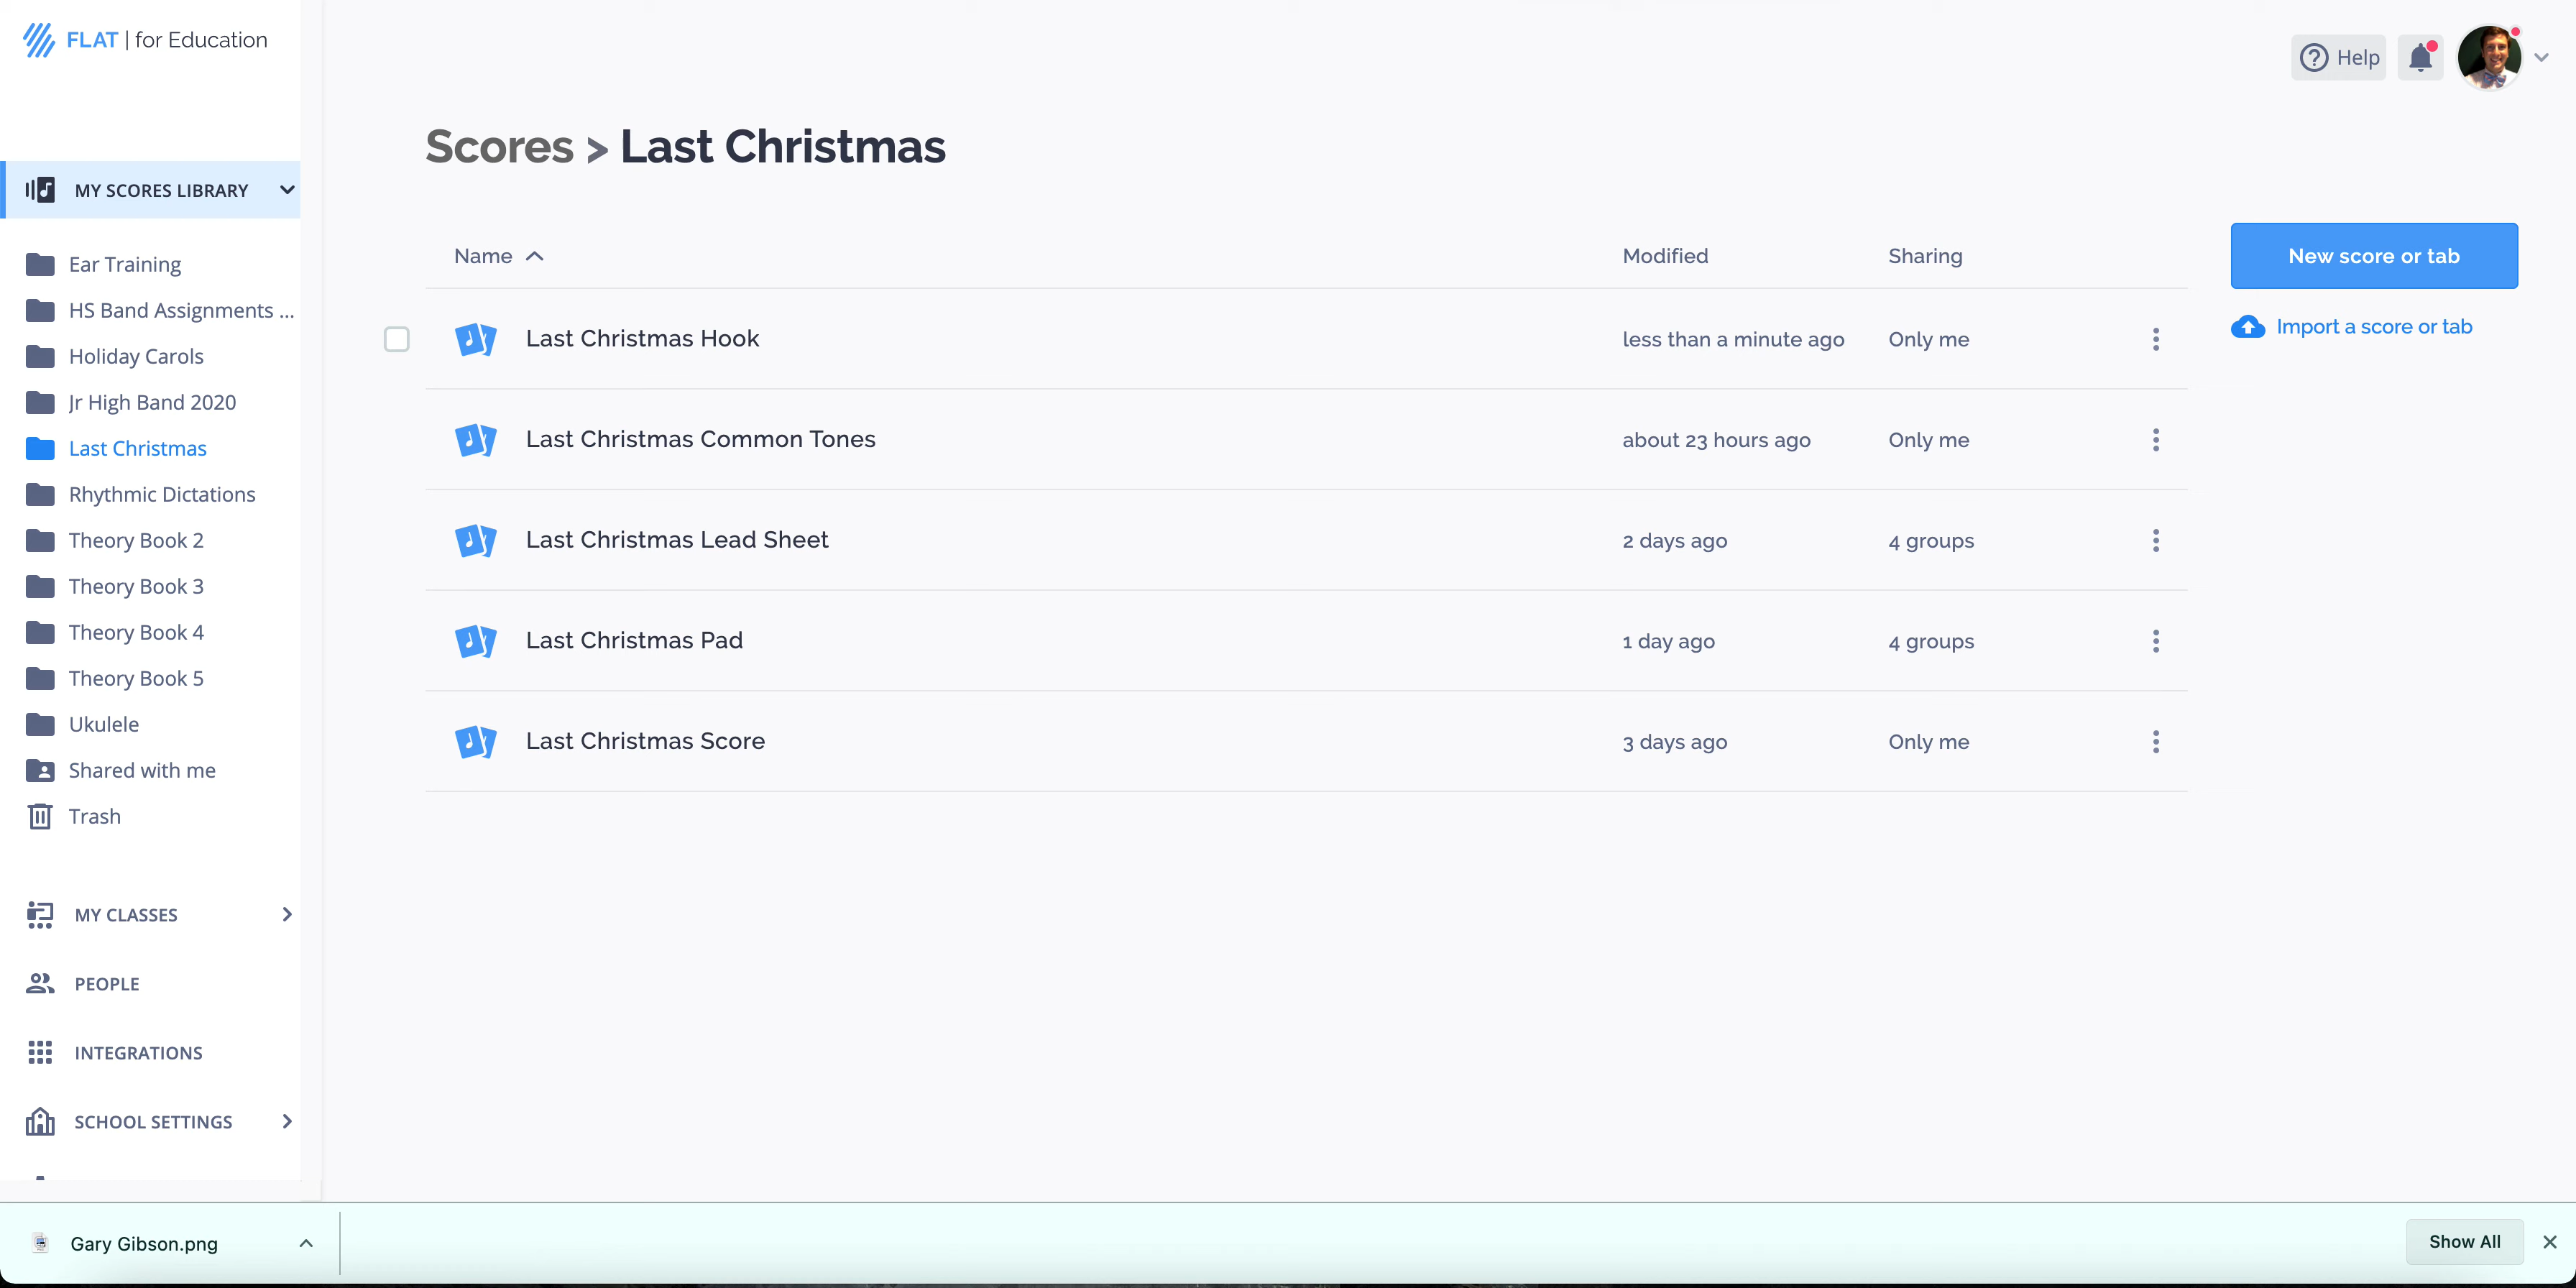 FLAT | for Education
Help
Scores > Last Christmas
MY SCORES LIBRARY
Ear Training
HS Band Assignments ...
Holiday Carols
Jr High Band 2020
Last Christmas
Rhythmic Dictations
Theory Book 2
Theory Book 3
Theory Book 4
Theory Book 5
Ukulele
Shared with me
Trash
MY CLASSES
PEOPLE
INTEGRATIONS
SCHOOL SETTINGS
Name Modified Sharing
Last Christmas Hook less than a minute ago Only me
Last Christmas Common Tones about 23 hours ago Only me
Last Christmas Lead Sheet 2 days ago 4 groups
Last Christmas Pad 1 day ago 4 groups
Last Christmas Score 3 days ago Only me
New score or tab
Import a score or tab
Gary Gibson.png
Show All